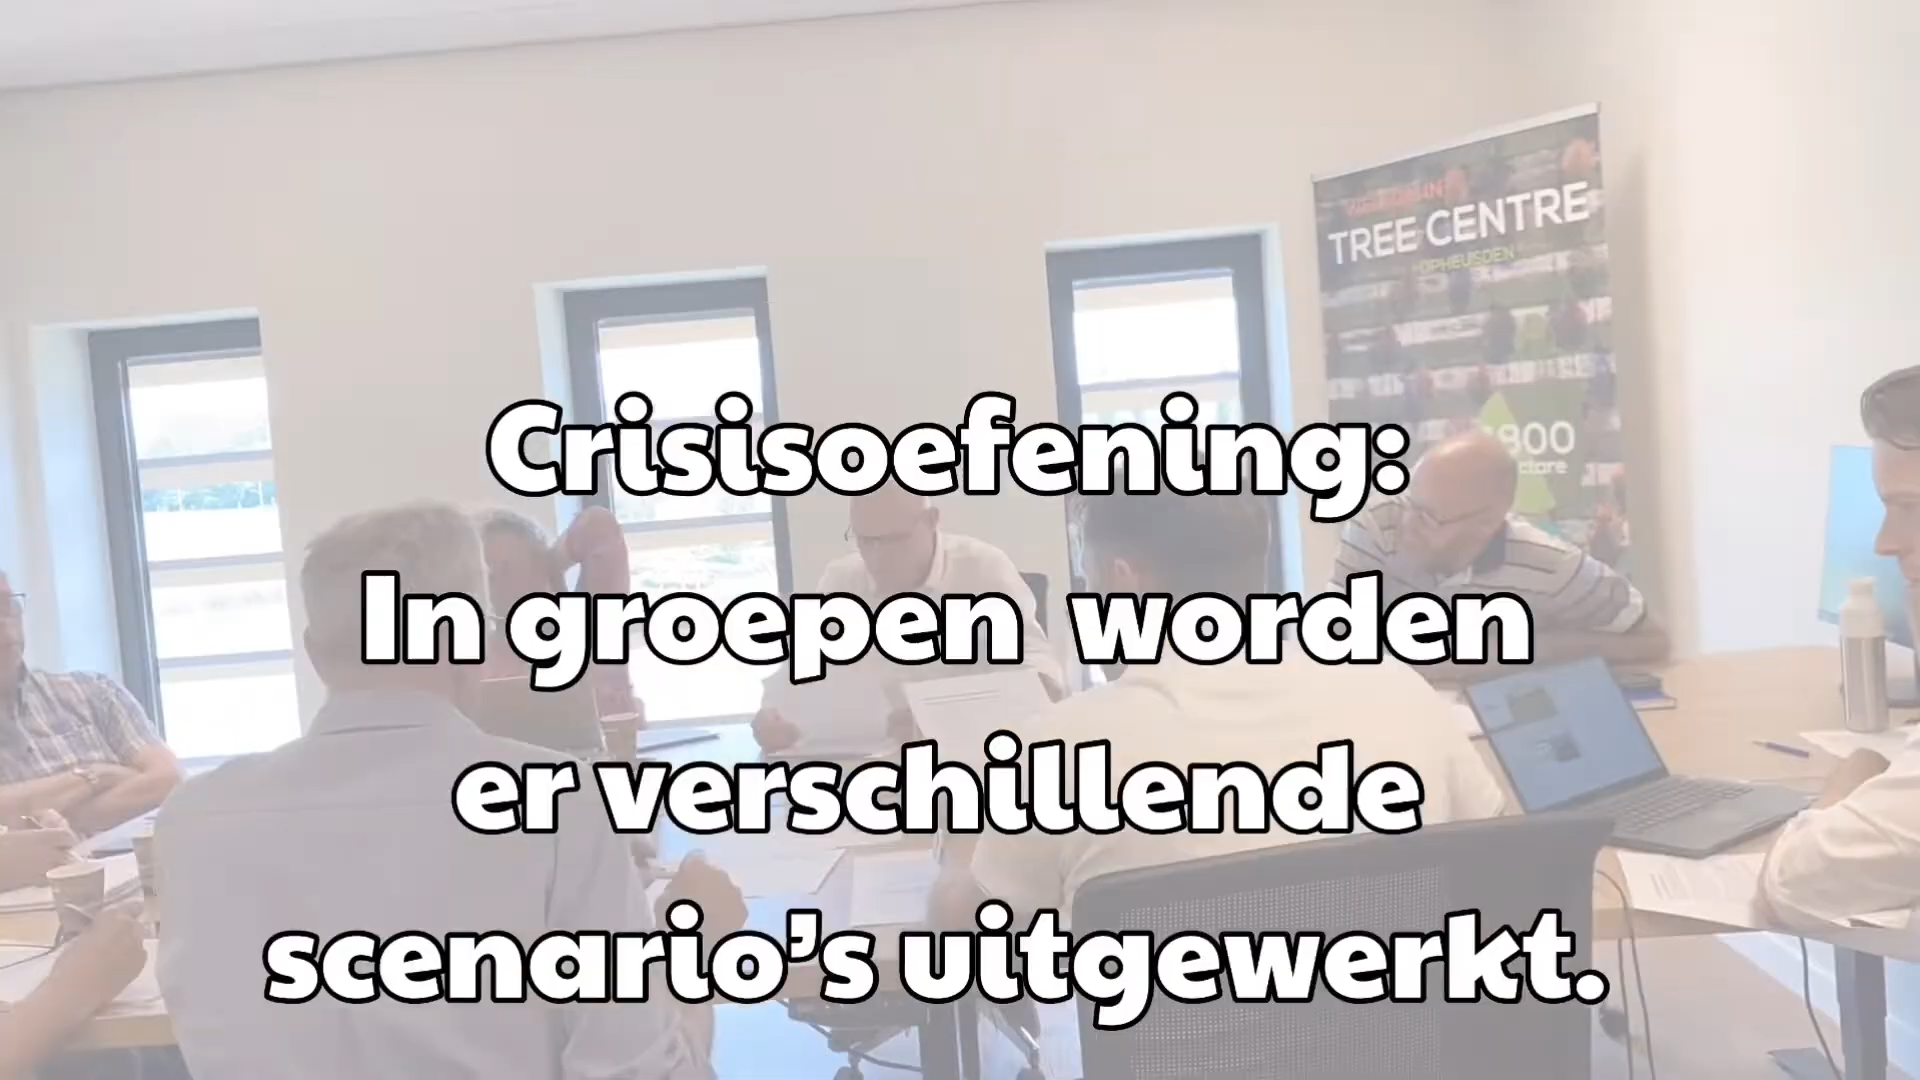 TREE CENTRE
OPHEUSDEN
Crisisoefening:
In groepen worden
er verschillende
scenario's uitgewerkt.